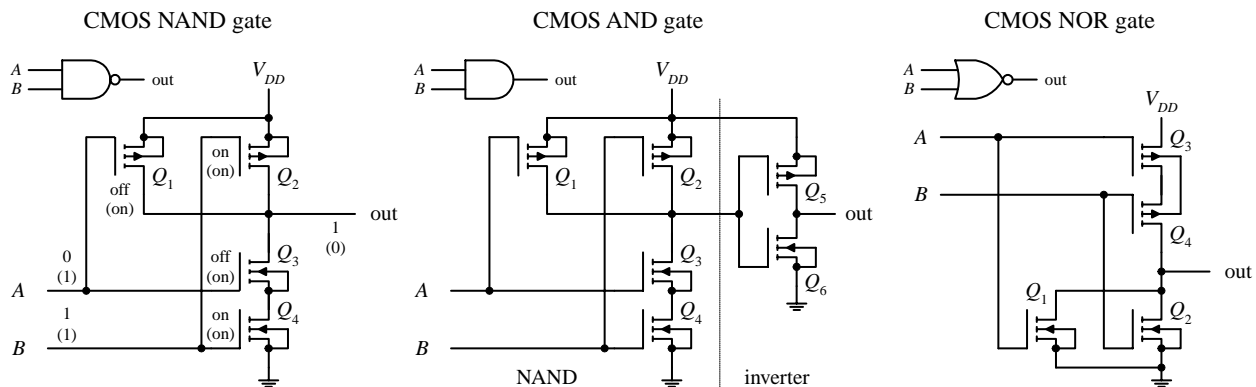 CMOS NAND gate
A
B
out
V_DD
on
(on)
Q_1
Q_2
off
(on)
out
1
(0)
0
(1)
A
off
(on)
Q_3
1
(1)
B
on
(on)
Q_4
CMOS AND gate
A
B
out
V_DD
Q_1
Q_2
Q_5
out
Q_3
Q_6
A
Q_4
B
NAND
inverter
CMOS NOR gate
A
B
out
V_DD
A
Q_3
B
Q_4
out
Q_1
Q_2